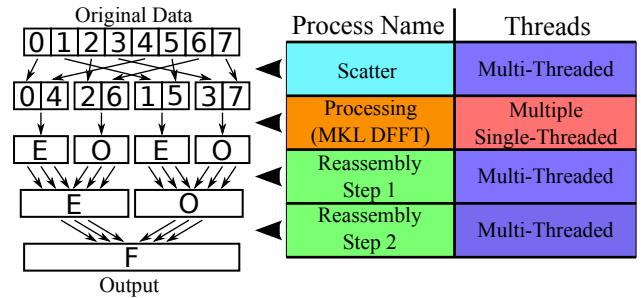 Original Data
0 1 2 3 4 5 6 7
0 4 2 6 1 5 3 7
E O E O
E O
F
Output
Process Name Threads
Scatter Multi-Threaded
Processing Multiple
(MKL DFFT) Single-Threaded
Reassembly
Step 1 Multi-Threaded
Reassembly
Step 2 Multi-Threaded